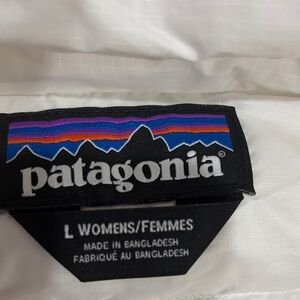 patagonia®
L WOMENS/FEMMES
MADE IN BANGLADESH
FABRIQUÉ AU BANGLADESH